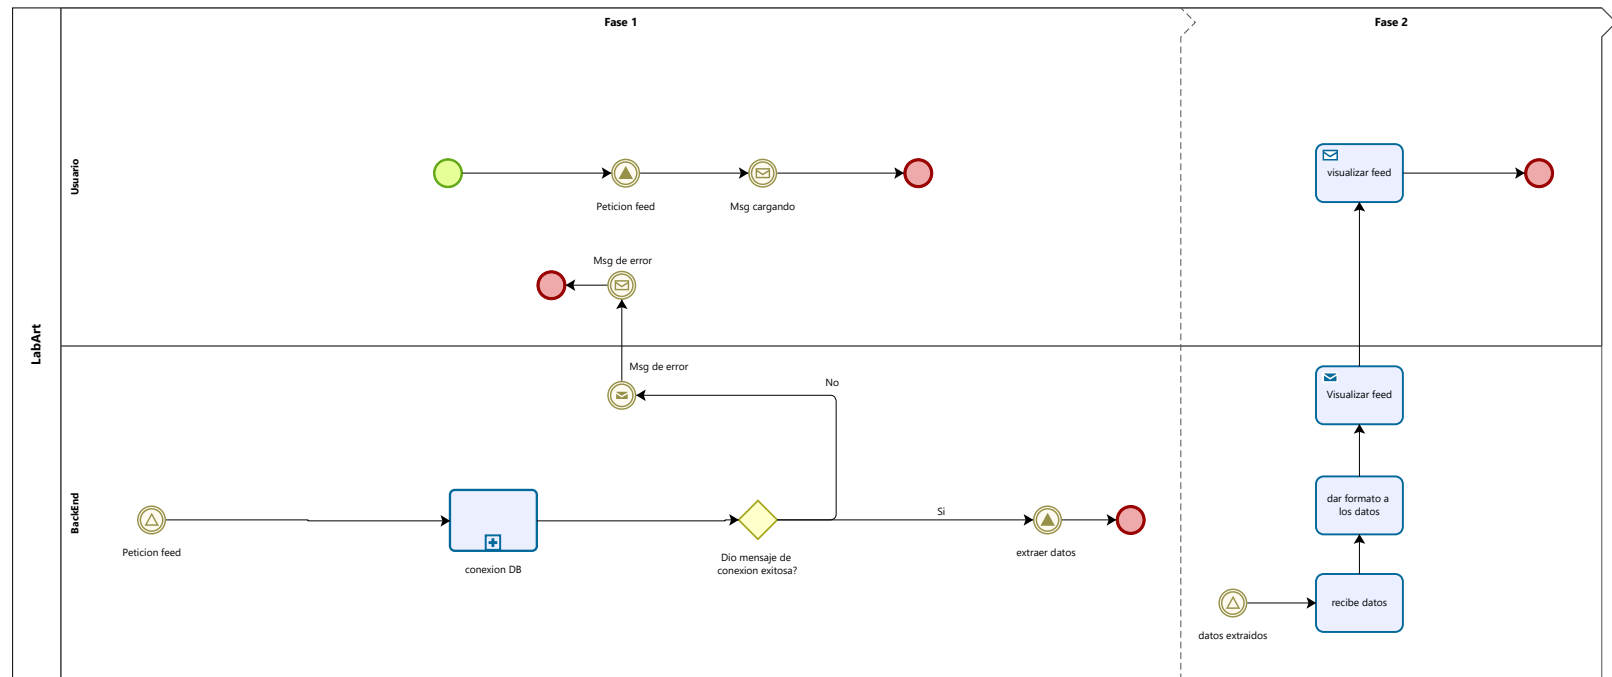 Fase 1
Fase 2
LabArt
Usuario
Peticion feed
Msg cargando
visualizar feed
Msg de error
BackEnd
Msg de error
No
Visualizar feed
Peticion feed
conexion DB
Dio mensaje de
conexion exitosa?
Si
extraer datos
dar formato a
los datos
datos extraidos
recibe datos